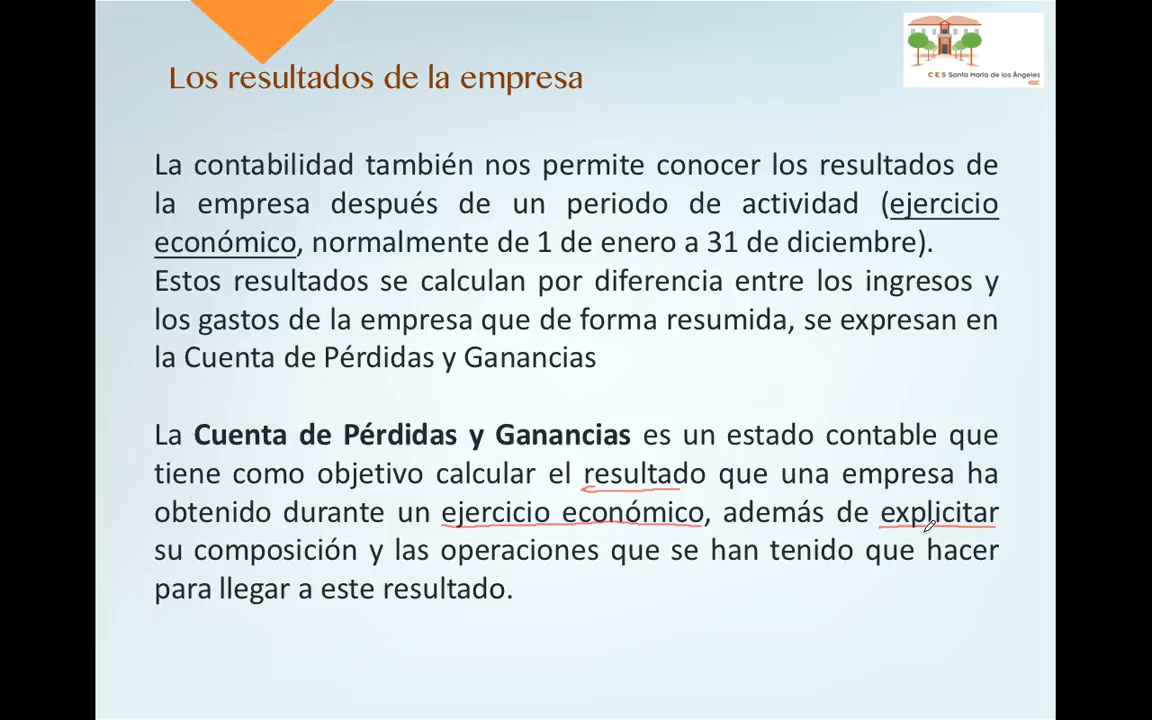 C E S Santa María de los Ángeles
Los resultados de la empresa
La contabilidad también nos permite conocer los resultados de
la empresa después de un periodo de actividad (ejercicio
económico, normalmente de 1 de enero a 31 de diciembre).
Estos resultados se calculan por diferencia entre los ingresos y
los gastos de la empresa que de forma resumida, se expresan en
la Cuenta de Pérdidas y Ganancias
La Cuenta de Pérdidas y Ganancias es un estado contable que
tiene como objetivo calcular el resultado que una empresa ha
obtenido durante un ejercicio económico, además de explicitar
su composición y las operaciones que se han tenido que hacer
para llegar a este resultado.